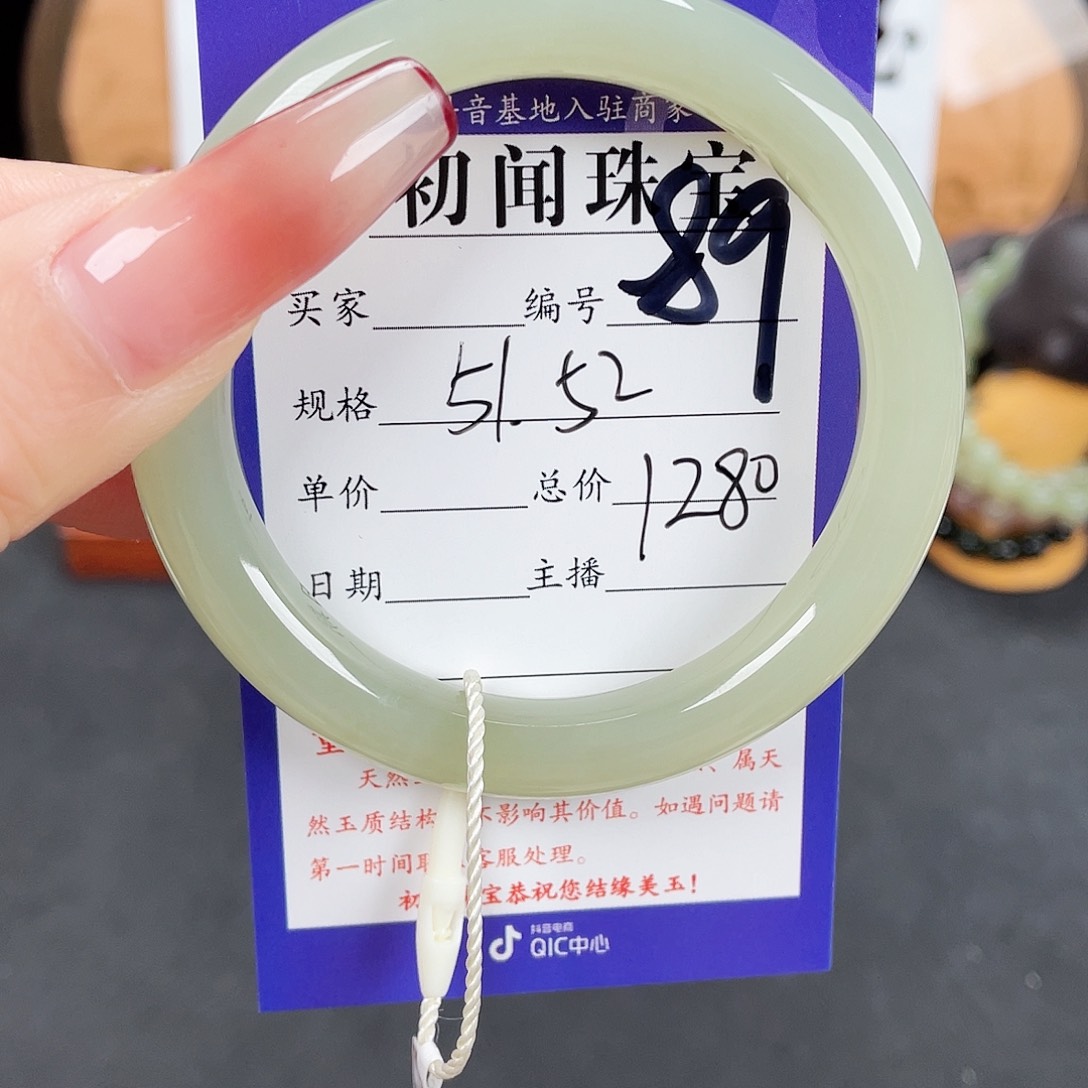 音基地入驻商家
初闻珠宝
买家 编号 89
规格 51.52
单价 总价 1280
日期 主播
天然 、属天
然玉质结构 不影响其价值。如遇问题请
第一时间联 客服处理。
初 宝恭祝您结缘美玉！
抖音电商
QIC中心